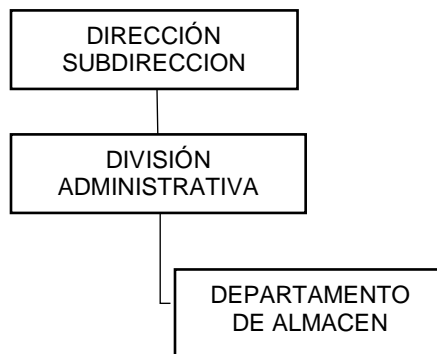 DIRECCIÓN
SUBDIRECCION
DIVISIÓN
ADMINISTRATIVA
DEPARTAMENTO
DE ALMACEN